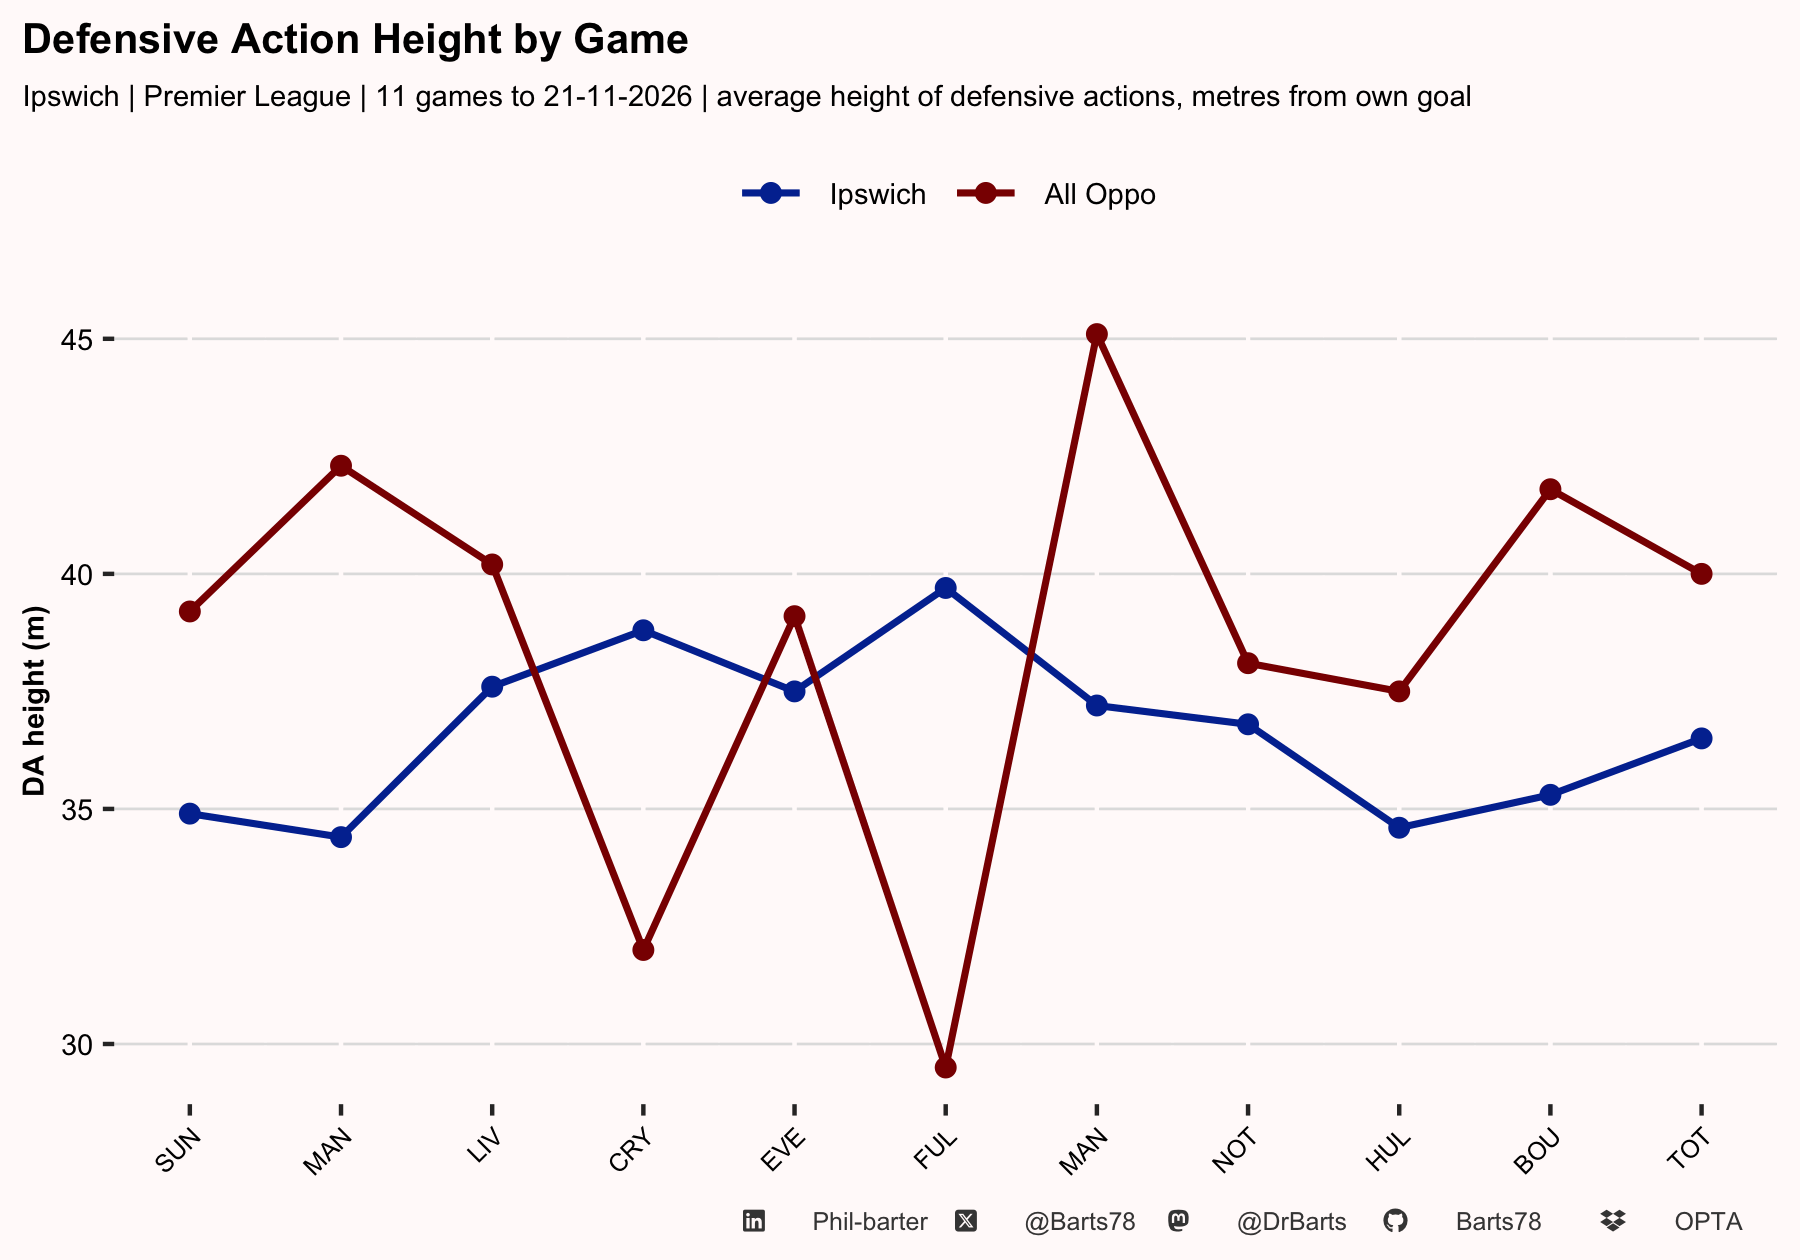 Defensive Action Height by Game
Ipswich | Premier League | 11 games to 21-11-2026 | average height of defensive actions, metres from own goal
Ipswich All Oppo
DA height (m)
45
40
35
30
SUN MAN LIV CRY EVE FUL MAN NOT HUL BOU TOT
Phil-barter @Barts78 @DrBarts Barts78 OPTA